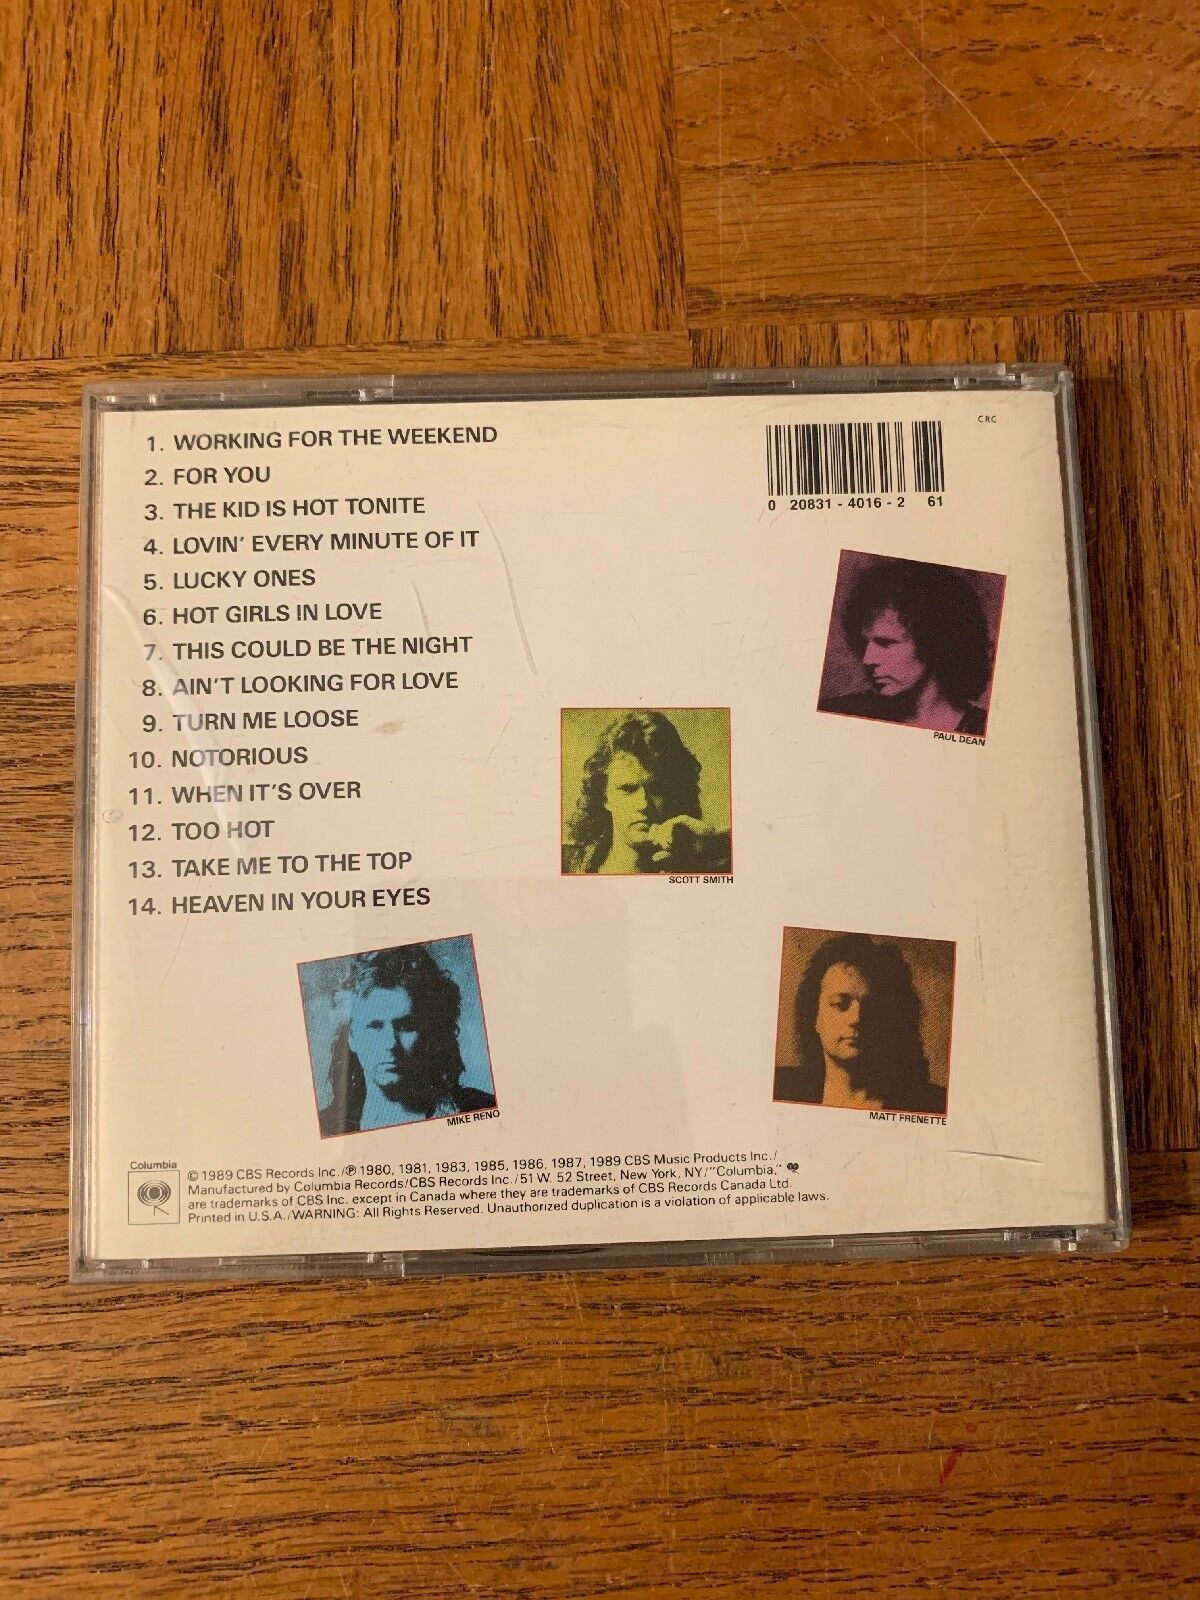 1. WORKING FOR THE WEEKEND
2. FOR YOU
3. THE KID IS HOT TONITE
4. LOVIN' EVERY MINUTE OF IT
5. LUCKY ONES
6. HOT GIRLS IN LOVE
7. THIS COULD BE THE NIGHT
8. AIN'T LOOKING FOR LOVE
9. TURN ME LOOSE
10. NOTORIOUS
11. WHEN IT'S OVER
12. TOO HOT
13. TAKE ME TO THE TOP
14. HEAVEN IN YOUR EYES
CRC
0 20831 - 4016 - 2 61
PAUL DEAN
SCOTT SMITH
MIKE RENO
MATT FRENETTE
Columbia
© 1989 CBS Records Inc./℗ 1980, 1981, 1983, 1985, 1986, 1987, 1989 CBS Music Products Inc./
Manufactured by Columbia Records/CBS Records Inc./51 W. 52 Street, New York, NY/"Columbia,"
are trademarks of CBS Inc. except in Canada where they are trademarks of CBS Records Canada Ltd.
Printed in U.S.A./WARNING: All Rights Reserved. Unauthorized duplication is a violation of applicable laws.